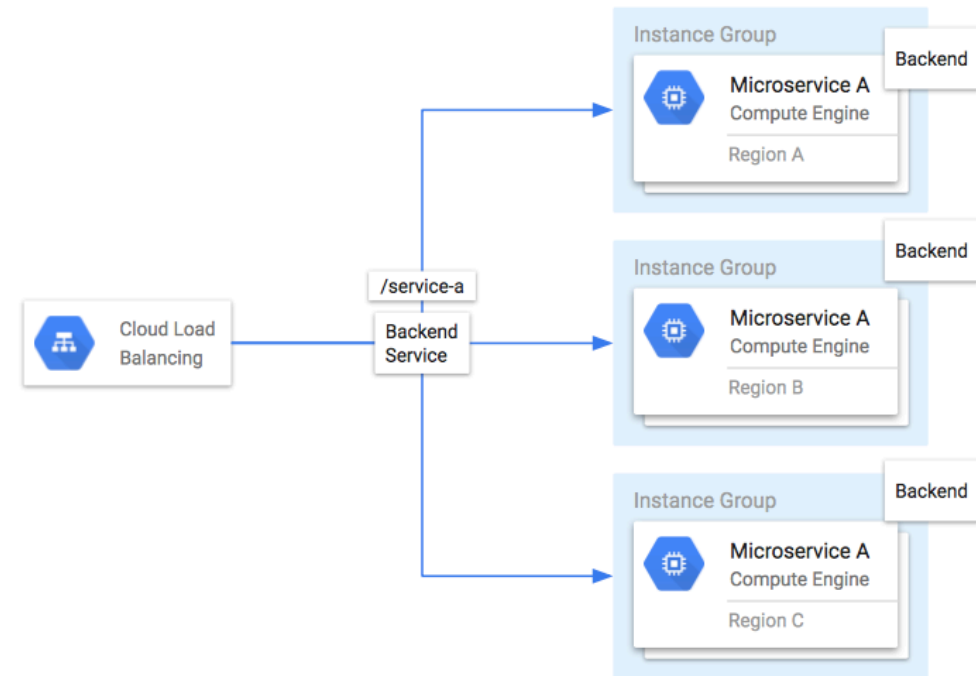 Cloud Load
Balancing
/service-a
Backend
Service
Instance Group
Backend
Microservice A
Compute Engine
Region A
Instance Group
Backend
Microservice A
Compute Engine
Region B
Instance Group
Backend
Microservice A
Compute Engine
Region C